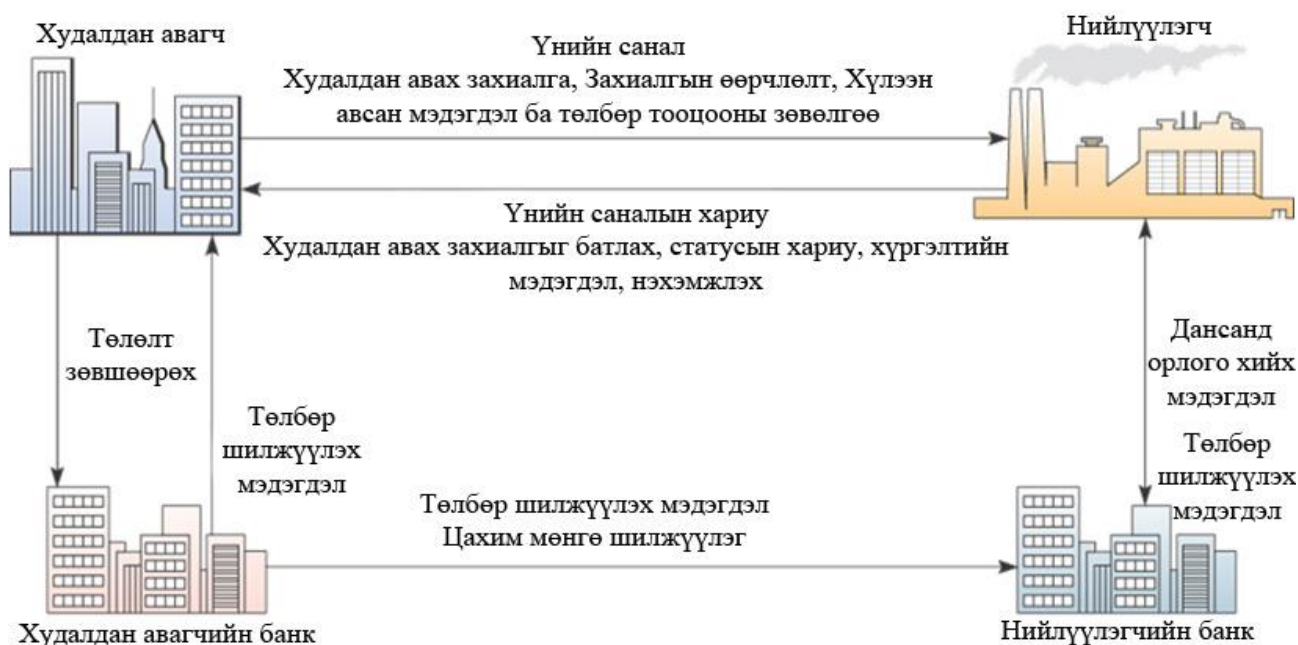 Худалдан авагч
Нийлүүлэгч
Үнийн санал
Худалдан авах захиалга, Захиалгын өөрчлөлт, Хүлээн
авсан мэдэгдэл ба төлбөр тооцооны зөвөлгөө
Үнийн саналын хариу
Худалдан авах захиалгыг батлах, статусын хариу, хүргэлтийн
мэдэгдэл, нэхэмжлэх
Төлөлт
зөвшөөрөх
Төлбөр
шилжүүлэх
мэдэгдэл
Дансанд
орлого хийх
мэдэгдэл
Төлбөр
шилжүүлэх
мэдэгдэл
Төлбөр шилжүүлэх мэдэгдэл
Цахим мөнгө шилжүүлэг
Худалдан авагчийн банк
Нийлүүлэгчийн банк